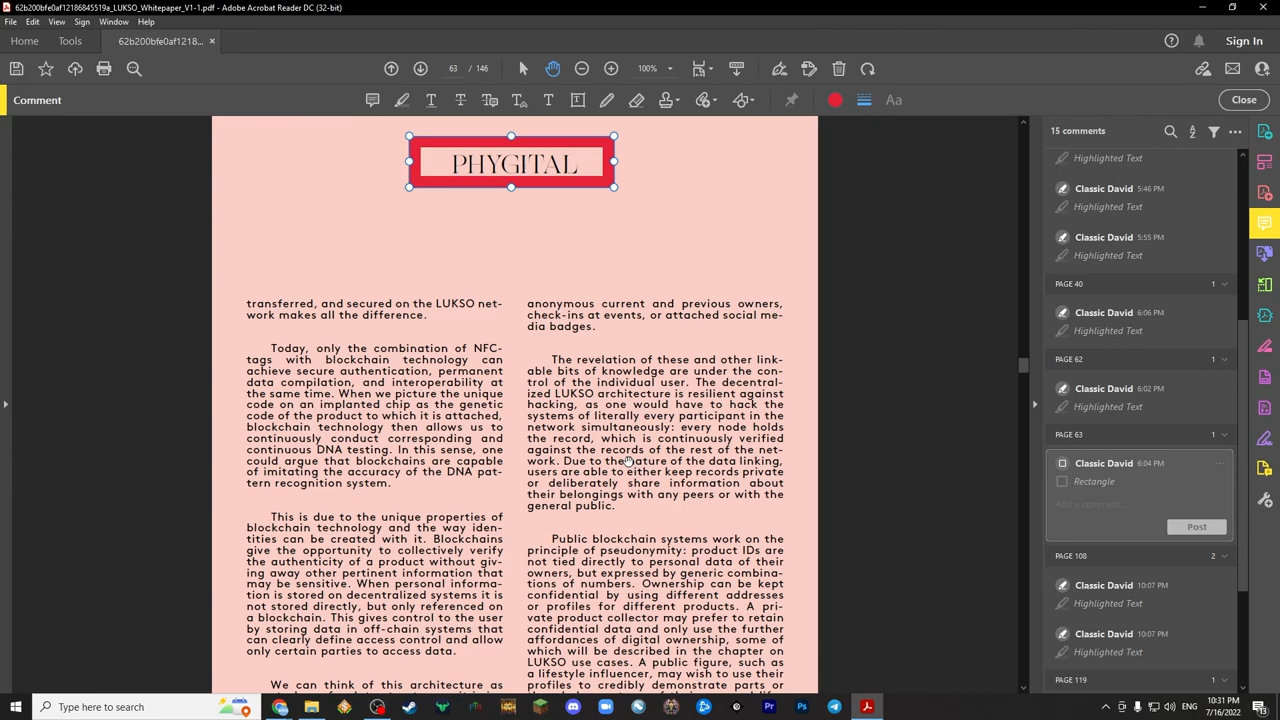 62b200bfe0af12186845519a_LUKSO_Whitepaper_V1-1.pdf - Adobe Acrobat Reader DC (32-bit)
File Edit View Sign Window Help
Home Tools 62b200bfe0af1218... × Sign In
63 / 146 100%
Comment Close
PHYGITAL
transferred, and secured on the LUKSO net-
work makes all the difference.
Today, only the combination of NFC-
tags with blockchain technology can
achieve secure authentication, permanent
data compilation, and interoperability at
the same time. When we picture the unique
code on an implanted chip as the genetic
code of the product to which it is attached,
blockchain technology then allows us to
continuously conduct corresponding and
continuous DNA testing. In this sense, one
could argue that blockchains are capable
of imitating the accuracy of the DNA pat-
tern recognition system.
This is due to the unique properties of
blockchain technology and the way iden-
tities can be created with it. Blockchains
give the opportunity to collectively verify
the authenticity of a product without giv-
ing away other pertinent information that
may be sensitive. When personal informa-
tion is stored on decentralized systems it is
not stored directly, but only referenced on
a blockchain. This gives control to the user
by storing data in off-chain systems that
can clearly define access control and allow
only certain parties to access data.
We can think of this architecture as
anonymous current and previous owners,
check-ins at events, or attached social me-
dia badges.
The revelation of these and other link-
able bits of knowledge are under the con-
trol of the individual user. The decentral-
ized LUKSO architecture is resilient against
hacking, as one would have to hack the
systems of literally every participant in the
network simultaneously: every node holds
the record, which is continuously verified
against the records of the rest of the net-
work. Due to the nature of the data linking,
users are able to either keep records private
or deliberately share information about
their belongings with any peers or with the
general public.
Public blockchain systems work on the
principle of pseudonymity: product IDs are
not tied directly to personal data of their
owners, but expressed by generic combina-
tions of numbers. Ownership can be kept
confidential by using different addresses
or profiles for different products. A pri-
vate product collector may prefer to retain
confidential data and only use the further
affordances of digital ownership, some of
which will be described in the chapter on
LUKSO use cases. A public figure, such as
a lifestyle influencer, may wish to use their
profiles to credibly demonstrate parts or
15 comments
Highlighted Text
Classic David 5:46 PM
Highlighted Text
Classic David 5:55 PM
Highlighted Text
PAGE 40 1
Classic David 6:06 PM
Highlighted Text
PAGE 62 1
Classic David 6:02 PM
Highlighted Text
PAGE 63 1
Classic David 6:04 PM
Rectangle
Add a comment...
Post
PAGE 108 2
Classic David 10:07 PM
Highlighted Text
Classic David 10:07 PM
Highlighted Text
PAGE 119 1
Type here to search
ENG
10:31 PM
7/16/2022